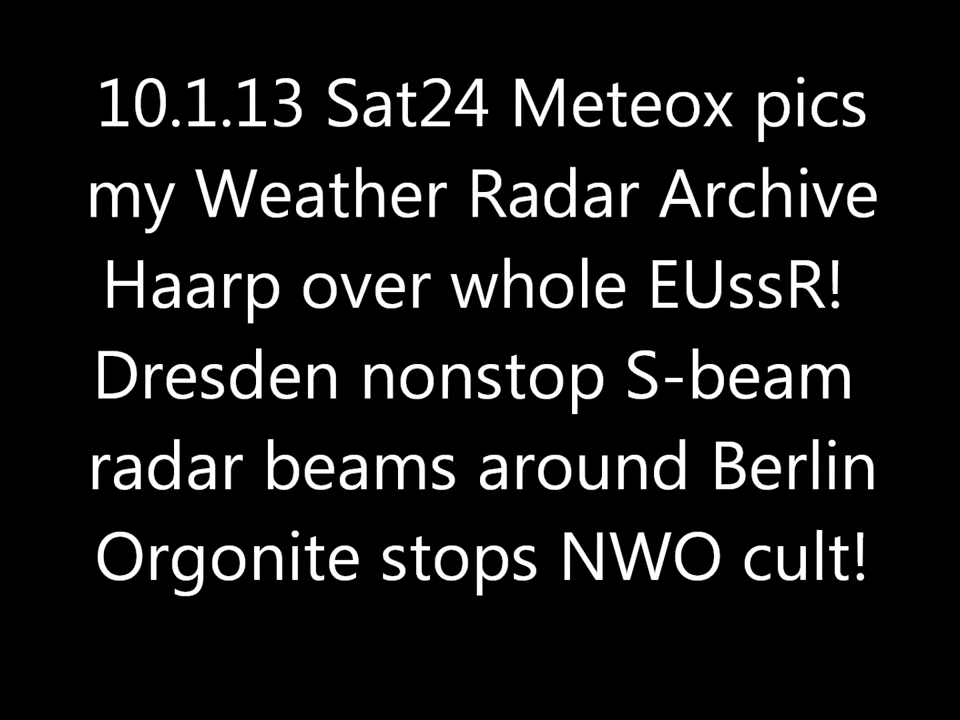 10.1.13 Sat24 Meteox pics
my Weather Radar Archive
Haarp over whole EUssR!
Dresden nonstop S-beam
radar beams around Berlin
Orgonite stops NWO cult!